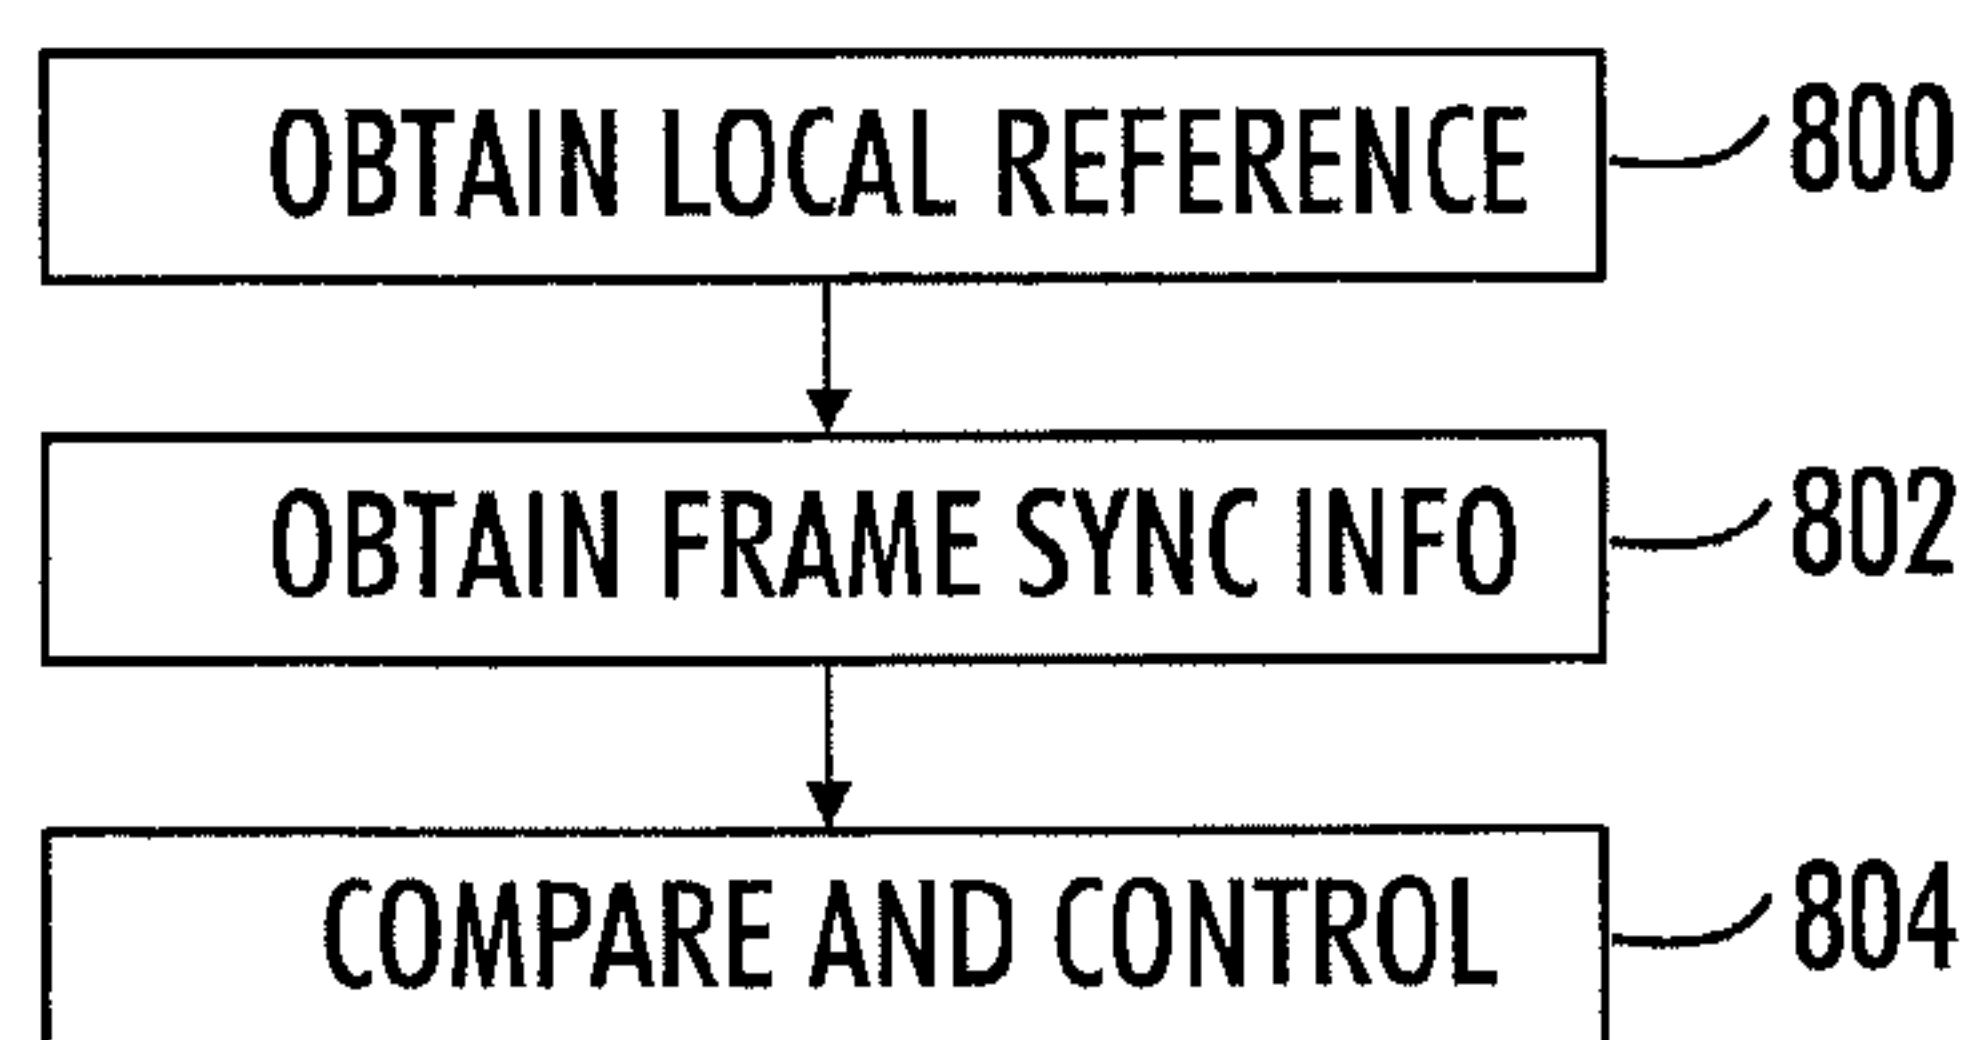 OBTAIN LOCAL REFERENCE 800
OBTAIN FRAME SYNC INFO 802
COMPARE AND CONTROL 804